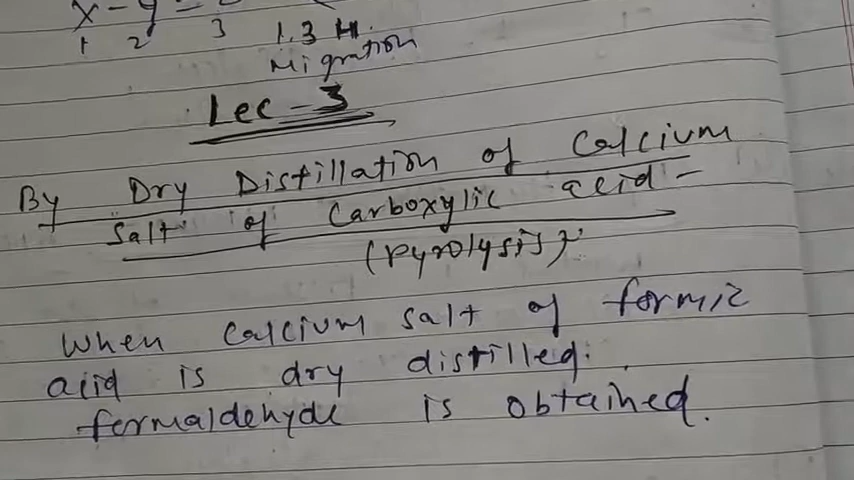 x - y =
1 2 3 1,3 H.
Migration
Lec - 3
By Dry Distillation of Calcium
Salt of Carboxylic acid -
(Pyrolysis)
When calcium salt of formic
acid is dry distilled.
formaldehyde is obtained.